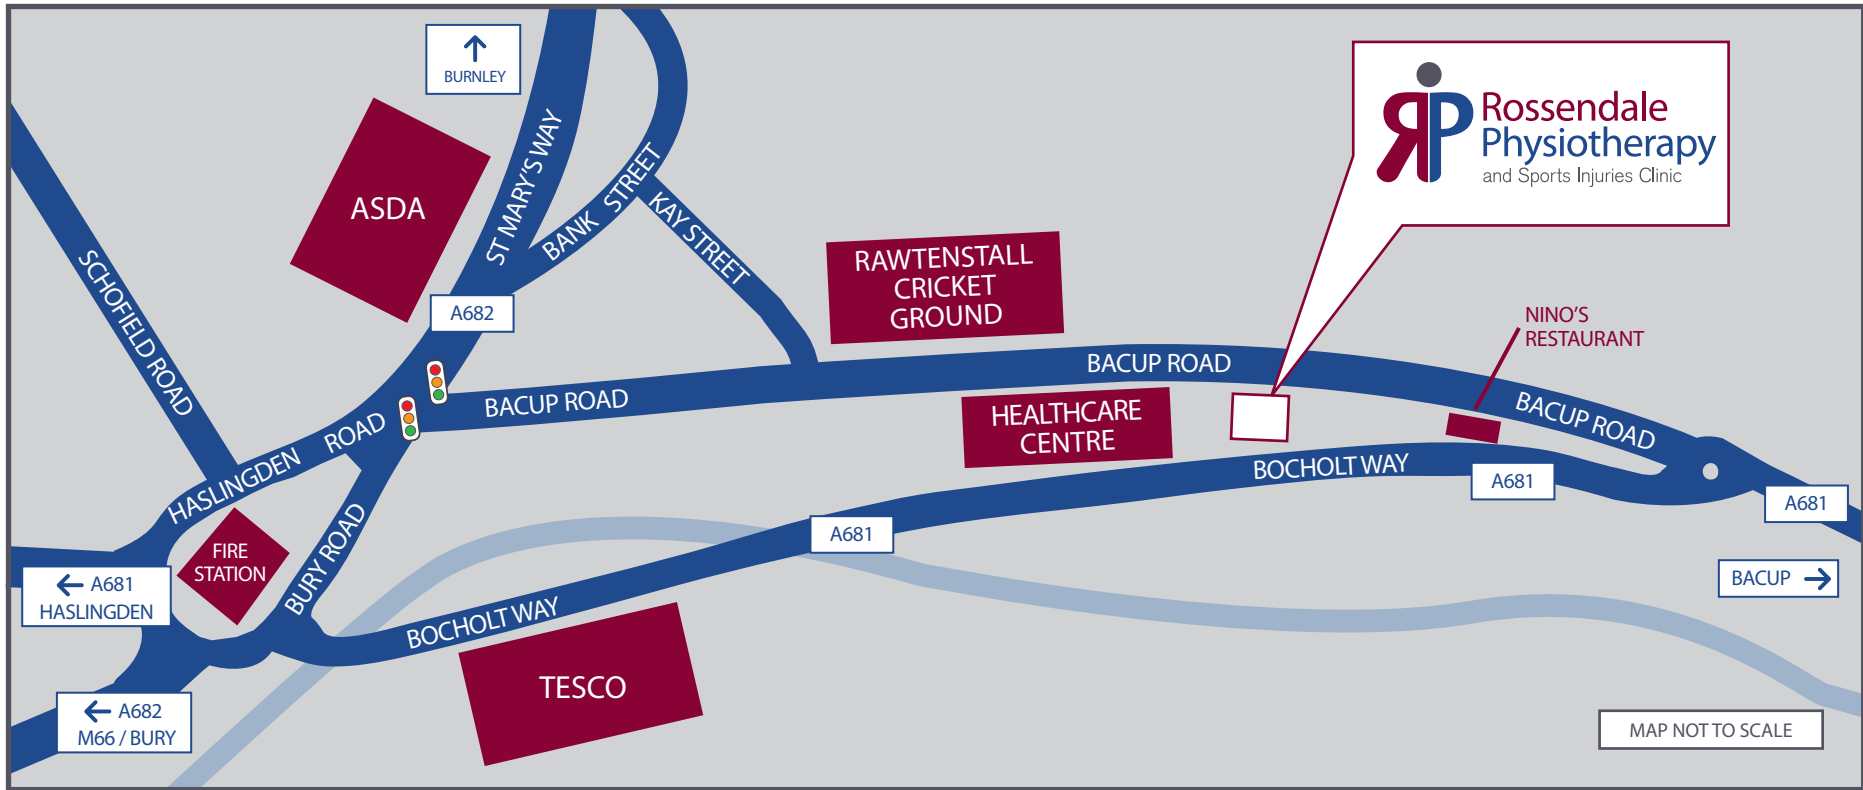 BURNLEY
ASDA
ST MARY'S WAY
BANK STREET
KAY STREET
SCHOFIELD ROAD
A682
RAWTENSTALL
CRICKET
GROUND
Rossendale
Physiotherapy
and Sports Injuries Clinic
NINO'S
RESTAURANT
BACUP ROAD
BACUP ROAD
BACUP ROAD
HEALTHCARE
CENTRE
HASLINGDEN ROAD
BOCHOLT WAY
A681
A681
A681
FIRE
STATION
BURY ROAD
A681
HASLINGDEN
BACUP
BOCHOLT WAY
TESCO
A682
M66 / BURY
MAP NOT TO SCALE